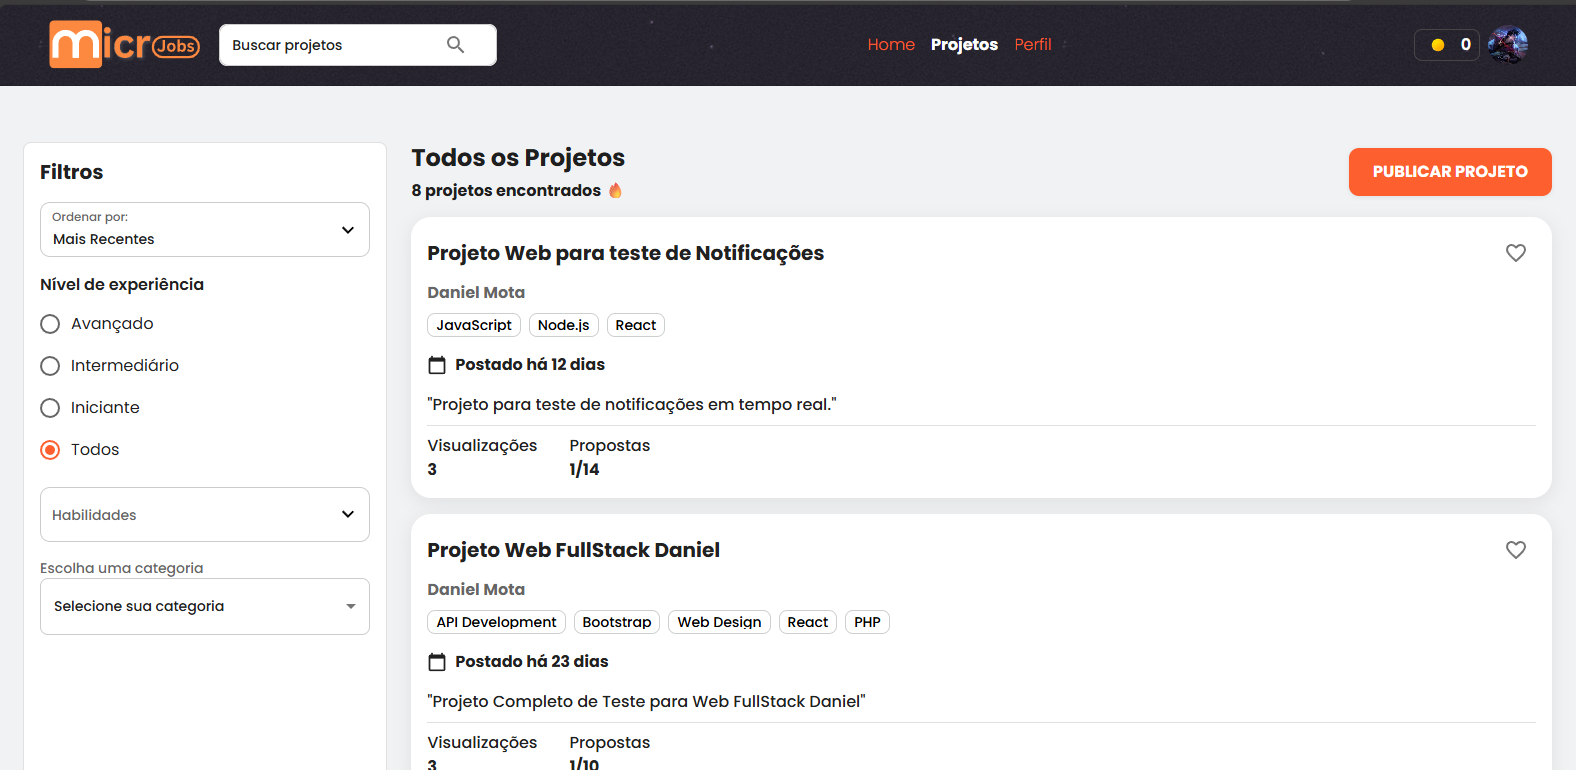 micr Jobs
Buscar projetos
Home Projetos Perfil
0
Filtros
Ordenar por:
Mais Recentes
Nível de experiência
Avançado
Intermediário
Iniciante
Todos
Habilidades
Escolha uma categoria
Selecione sua categoria
Todos os Projetos
8 projetos encontrados
PUBLICAR PROJETO
Projeto Web para teste de Notificações
Daniel Mota
JavaScript Node.js React
Postado há 12 dias
"Projeto para teste de notificações em tempo real."
Visualizações Propostas
3 1/14
Projeto Web FullStack Daniel
Daniel Mota
API Development Bootstrap Web Design React PHP
Postado há 23 dias
"Projeto Completo de Teste para Web FullStack Daniel"
Visualizações Propostas
3 1/10